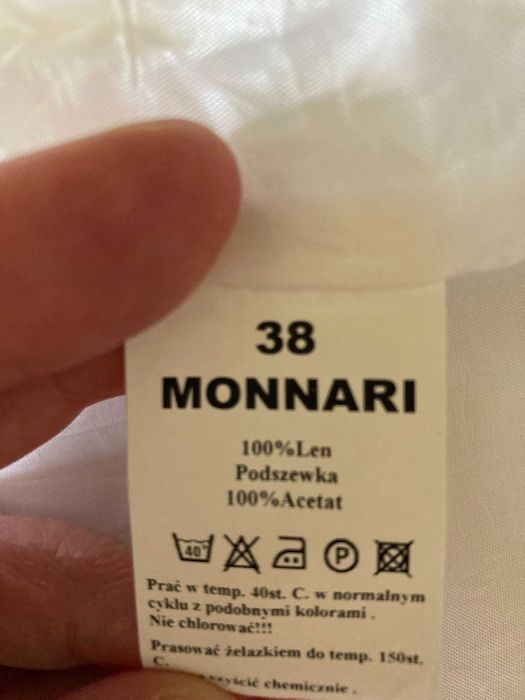 38
MONNARI
100%Len
Podszewka
100%Acetat
40°
P
Prać w temp. 40st. C. w normalnym
cyklu z podobnymi kolorami .
Nie chlorować!!!
Prasować żelazkiem do temp. 150st.
C.
chemicznie .